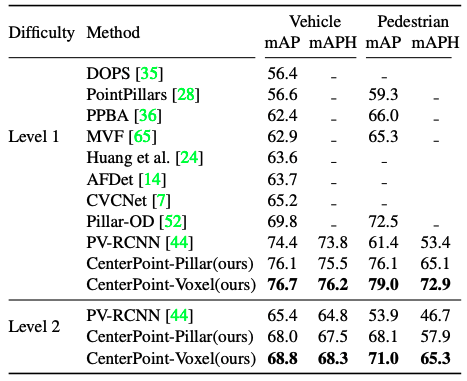 Difficulty Method Vehicle Pedestrian
mAP mAPH mAP mAPH
DOPS [35] 56.4 - -
PointPillars [28] 56.6 - 59.3 -
PPBA [36] 62.4 - 66.0 -
Level 1 MVF [65] 62.9 - 65.3 -
Huang et al. [24] 63.6 - -
AFDet [14] 63.7 - -
CVCNet [7] 65.2 - -
Pillar-OD [52] 69.8 - 72.5 -
PV-RCNN [44] 74.4 73.8 61.4 53.4
CenterPoint-Pillar(ours) 76.1 75.5 76.1 65.1
CenterPoint-Voxel(ours) 76.7 76.2 79.0 72.9
PV-RCNN [44] 65.4 64.8 53.9 46.7
Level 2 CenterPoint-Pillar(ours) 68.0 67.5 68.1 57.9
CenterPoint-Voxel(ours) 68.8 68.3 71.0 65.3